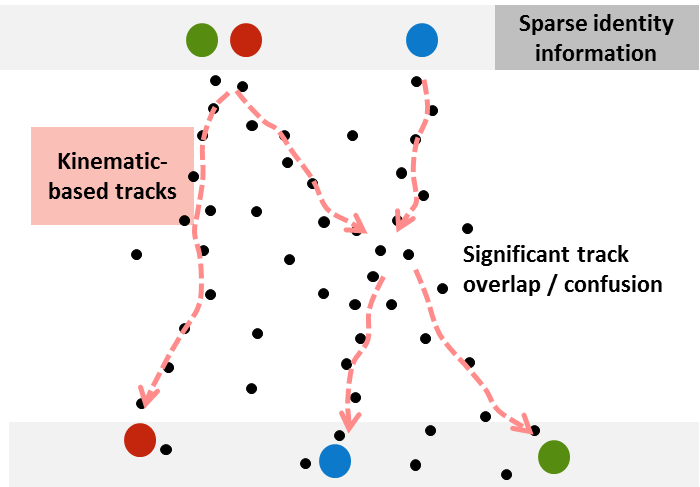 Sparse identity
information
Kinematic-
based tracks
Significant track
overlap / confusion